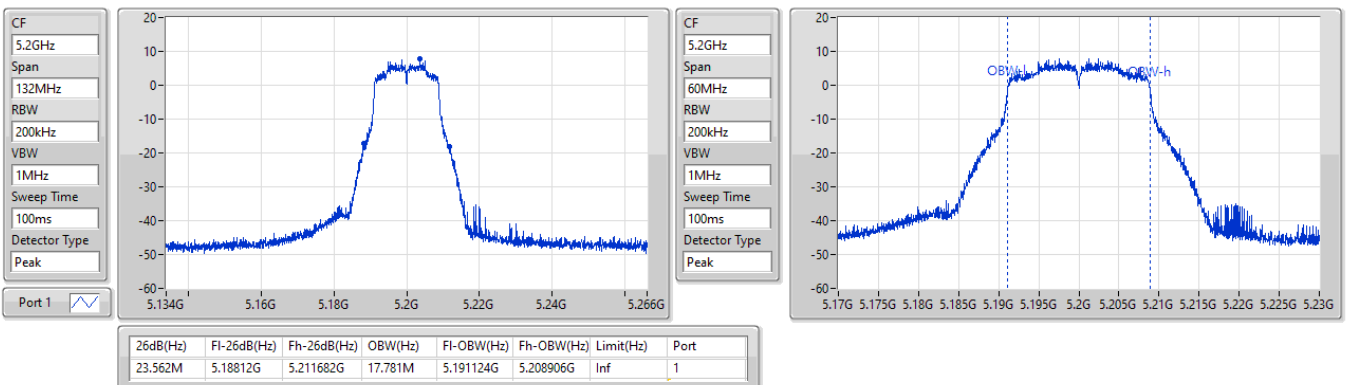 CF
5.2GHz
Span
132MHz
RBW
200kHz
VBW
1MHz
Sweep Time
100ms
Detector Type
Peak
Port 1
20
10
0
-10
-20
-30
-40
-50
-60
5.134G 5.16G 5.18G 5.2G 5.22G 5.24G 5.266G
CF
5.2GHz
Span
60MHz
RBW
200kHz
VBW
1MHz
Sweep Time
100ms
Detector Type
Peak
20
10
0
-10
-20
-30
-40
-50
-60
OBW-l OBW-h
5.17G 5.175G 5.18G 5.185G 5.19G 5.195G 5.2G 5.205G 5.21G 5.215G 5.22G 5.225G 5.23G
26dB(Hz) Fl-26dB(Hz) Fh-26dB(Hz) OBW(Hz) Fl-OBW(Hz) Fh-OBW(Hz) Limit(Hz) Port
23.562M 5.18812G 5.211682G 17.781M 5.191124G 5.208906G Inf 1